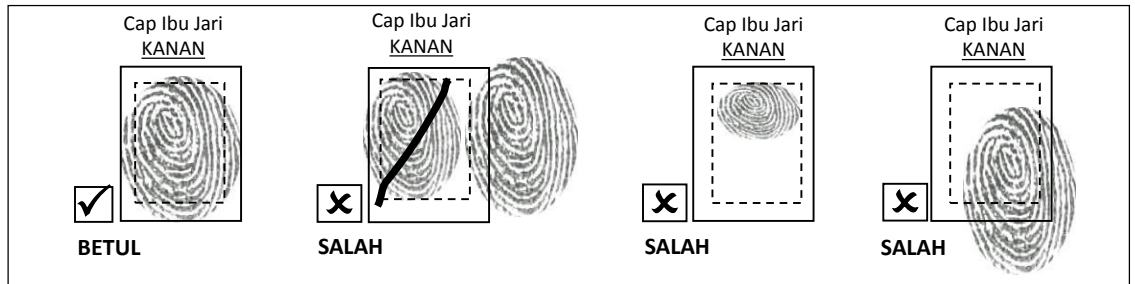 Cap Ibu Jari
KANAN
BETUL
Cap Ibu Jari
KANAN
SALAH
Cap Ibu Jari
KANAN
SALAH
Cap Ibu Jari
KANAN
SALAH